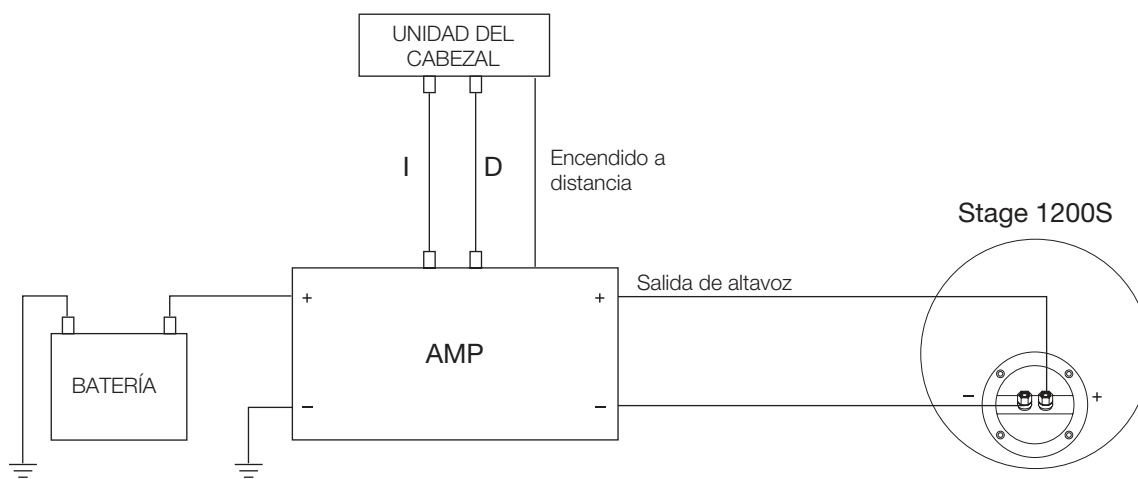 UNIDAD DEL
CABEZAL
I
D
Encendido a
distancia
Stage 1200S
Salida de altavoz
+
+
AMP
BATERÍA
–
–
–
+